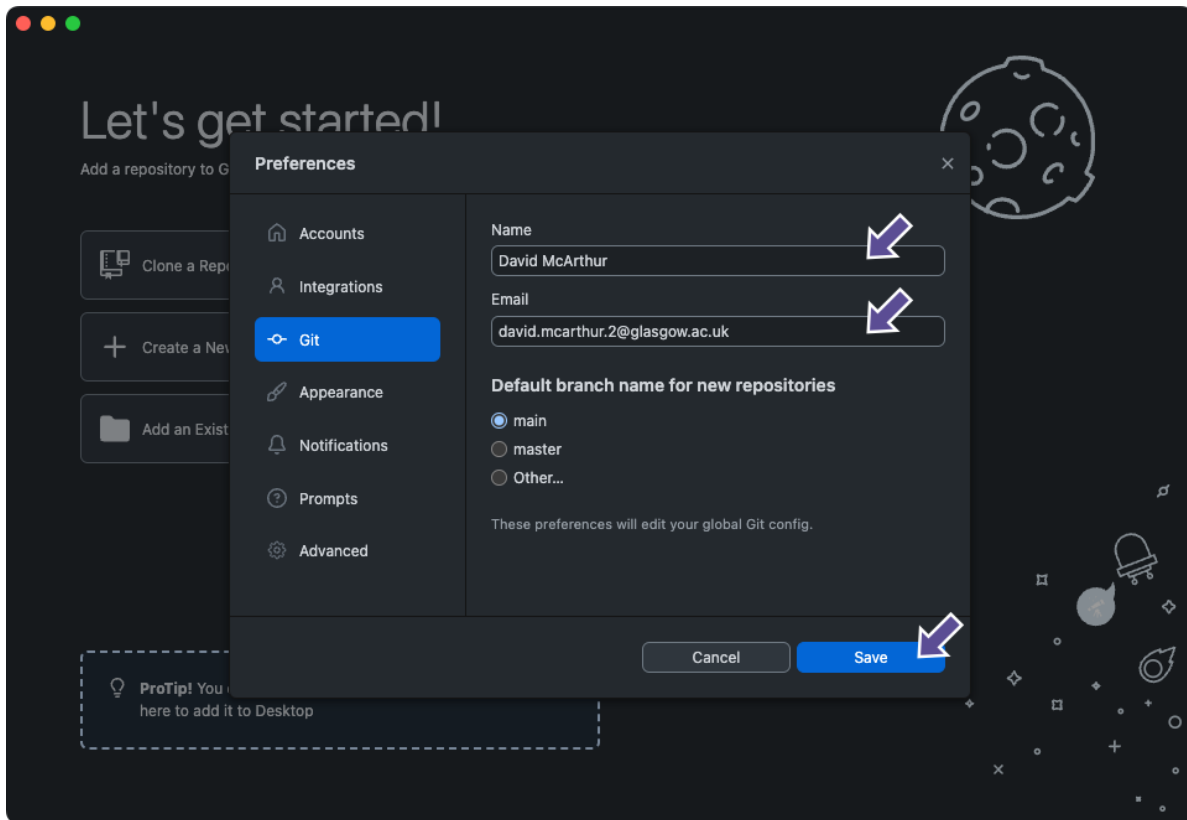 Let's get started!
Add a repository to G
Clone a Repo
Create a New
Add an Exist
ProTip! You
here to add it to Desktop
Preferences
Accounts
Integrations
Git
Appearance
Notifications
Prompts
Advanced
Name
David McArthur
Email
david.mcarthur.2@glasgow.ac.uk
Default branch name for new repositories
main
master
Other...
These preferences will edit your global Git config.
Cancel
Save